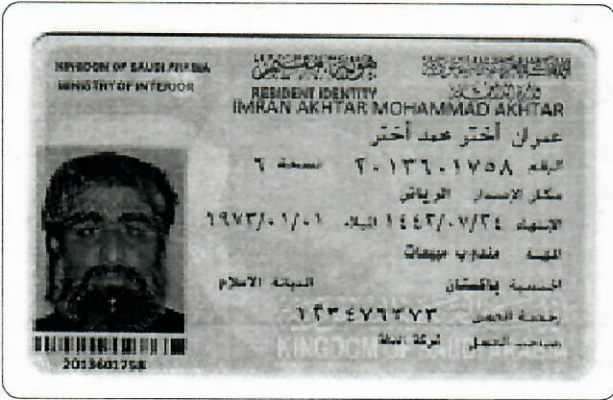 KINGDOM OF SAUDI ARABIA
MINISTRY OF INTERIOR
RESIDENT IDENTITY
IMRAN AKHTAR MOHAMMAD AKHTAR
عمران أختر محمد أختر
الرقم ٢٠١٣٦٠١٧٥٨ نسخة ٦
مكان الإصدار الرياض
الإنتهاء ١٤٤٢/٠٧/٢٤ الميلاد ١٩٧٣/٠١/٠١
المهنة مندوب مبيعات
الجنسية باكستان الديانة الاسلام
رخصة العمل
صاحب العمل شركة
2013601758
KINGDOM OF SAUDI ARABIA